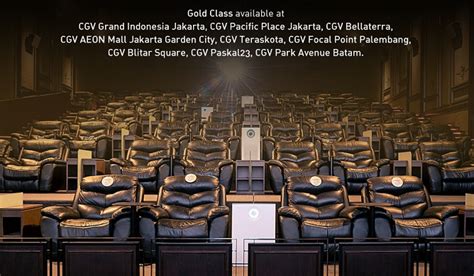 Gold Class available at
CGV Grand Indonesia Jakarta, CGV Pacific Place Jakarta, CGV Bellaterra,
CGV AEON Mall Jakarta Garden City, CGV Teraskota, CGV Focal Point Palembang,
CGV Blitar Square, CGV Paskal23, CGV Park Avenue Batam.